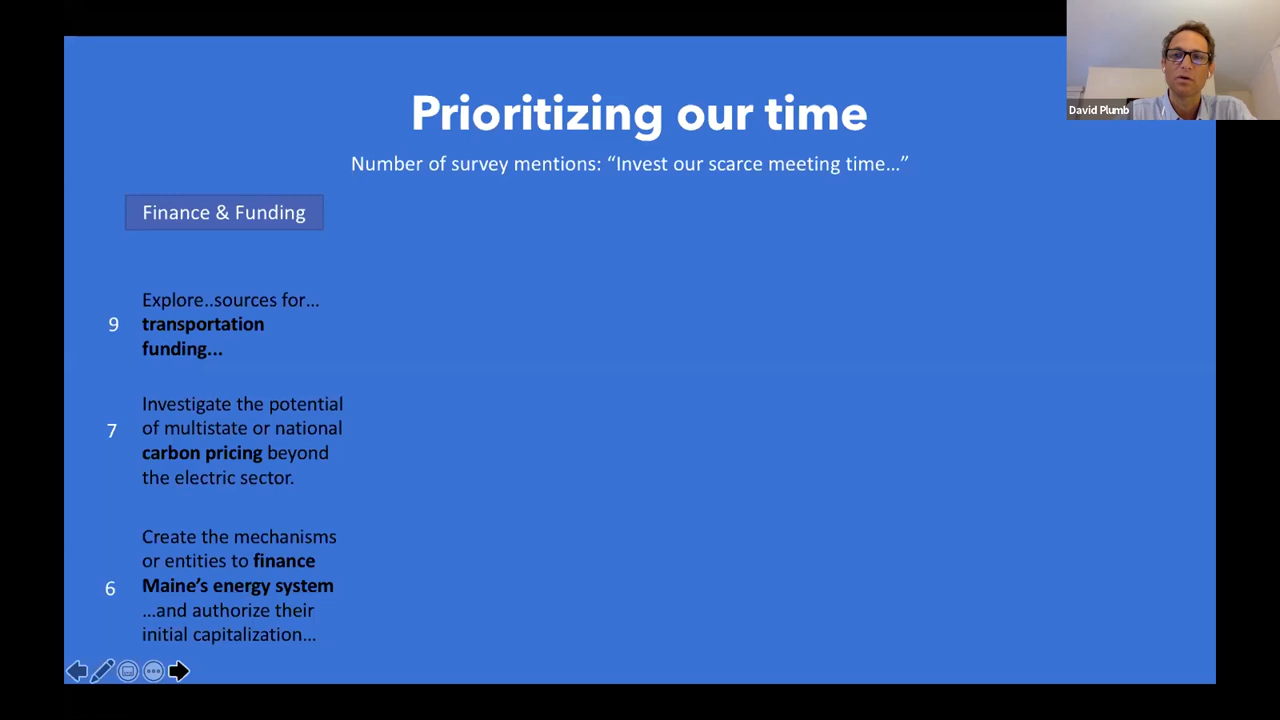 Prioritizing our time
Number of survey mentions: “Invest our scarce meeting time…”
Finance & Funding
9
Explore..sources for…
transportation
funding...
7
Investigate the potential
of multistate or national
carbon pricing beyond
the electric sector.
6
Create the mechanisms
or entities to finance
Maine’s energy system
…and authorize their
initial capitalization…
David Plumb